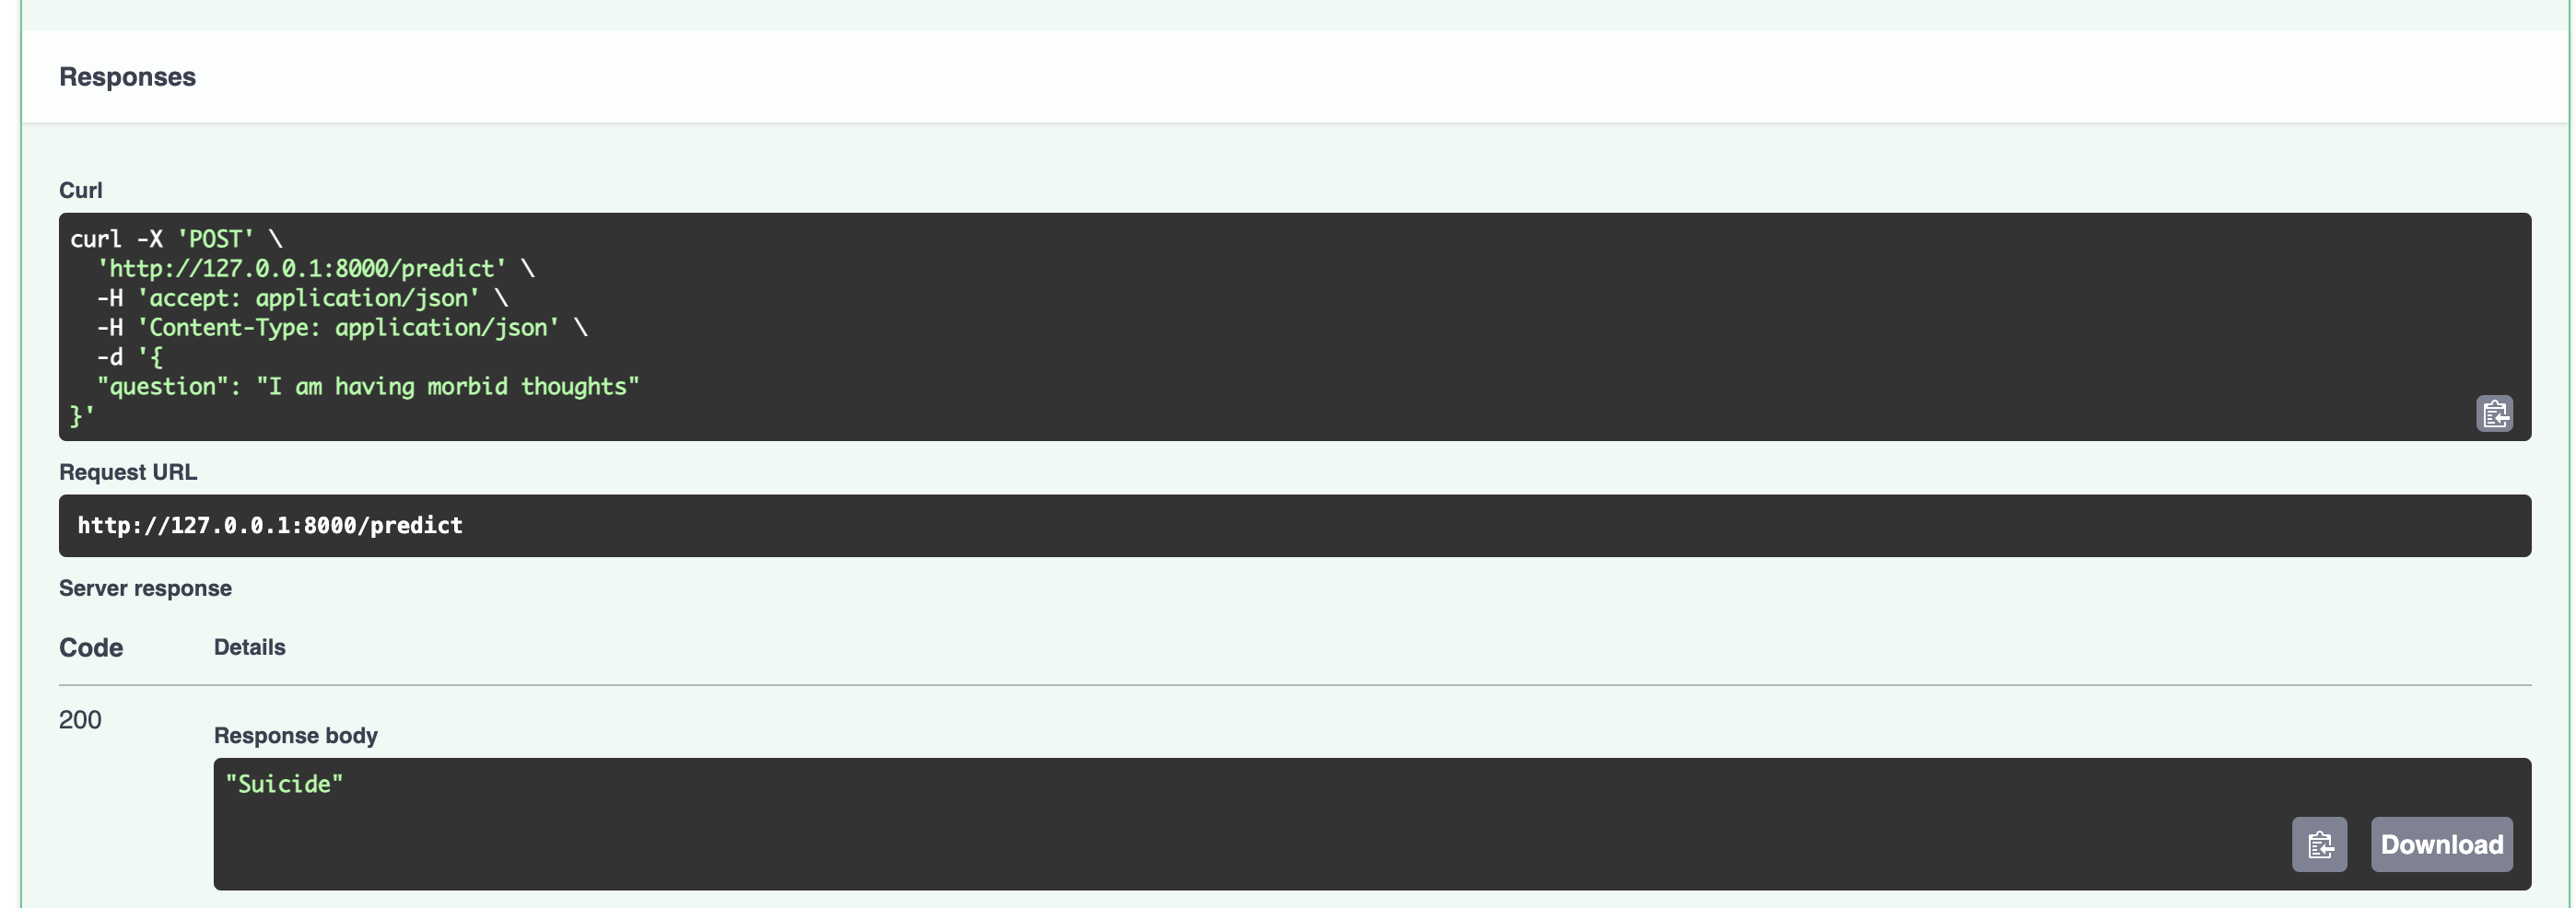 Responses
Curl
curl -X 'POST' \
  'http://127.0.0.1:8000/predict' \
  -H 'accept: application/json' \
  -H 'Content-Type: application/json' \
  -d '{
  "question": "I am having morbid thoughts"
}'
Request URL
http://127.0.0.1:8000/predict
Server response
Code Details
200
Response body
"Suicide"
Download